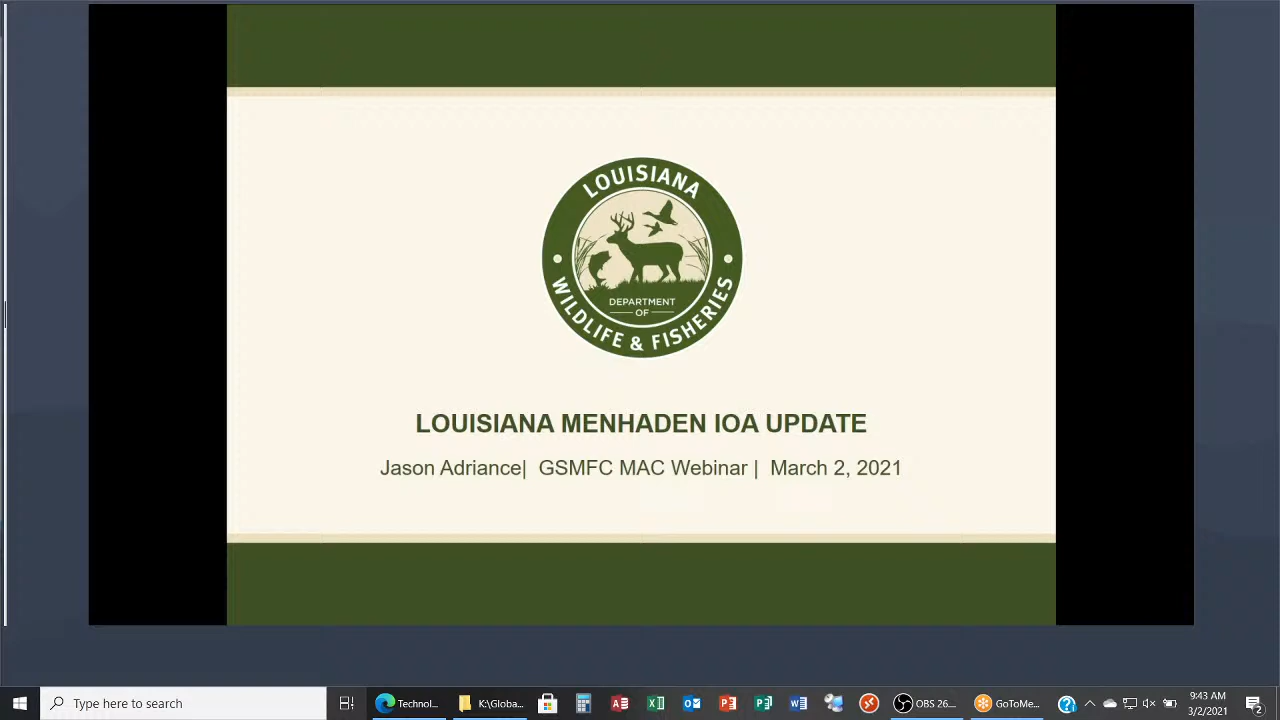 LOUISIANA
DEPARTMENT
OF
WILDLIFE & FISHERIES
LOUISIANA MENHADEN IOA UPDATE
Jason Adriance| GSMFC MAC Webinar | March 2, 2021
Type here to search
Technol...
K:\Globa...
OBS 26....
GoToMe...
9:43 AM
3/2/2021
2